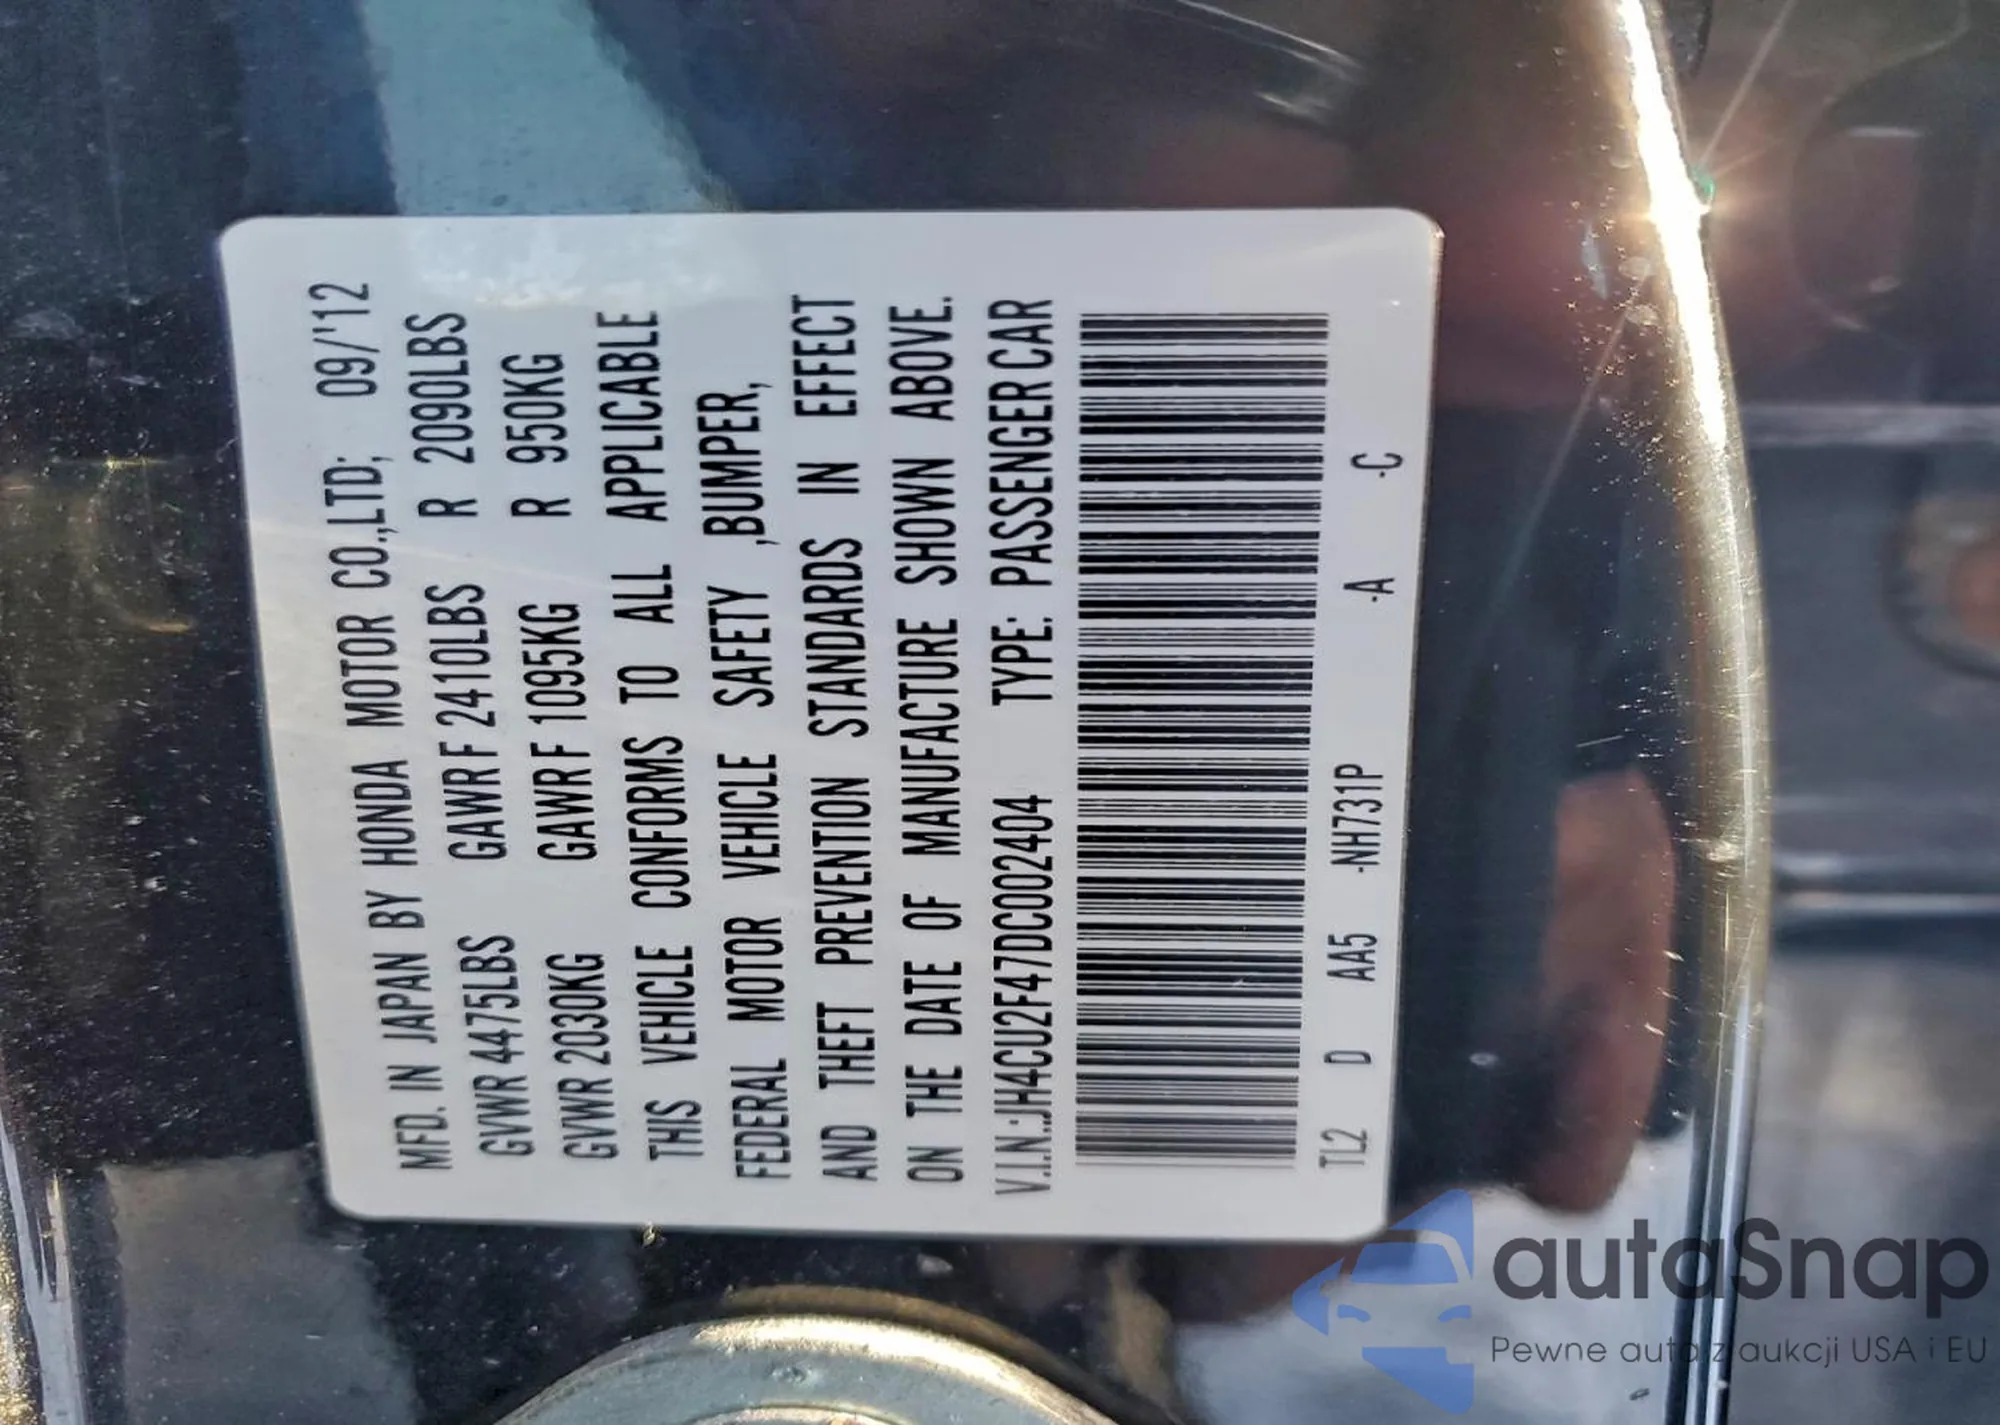 MFD. IN JAPAN BY HONDA MOTOR CO.,LTD; 09/'12
GVWR 4475LBS GAWR F 2410LBS R 2090LBS
GVWR 2030KG GAWR F 1095KG R 950KG
THIS VEHICLE CONFORMS TO ALL APPLICABLE
FEDERAL MOTOR VEHICLE SAFETY ,BUMPER,
AND THEFT PREVENTION STANDARDS IN EFFECT
ON THE DATE OF MANUFACTURE SHOWN ABOVE.
V.I.N.:JH4CU2F47DC002404 TYPE: PASSENGER CAR
TL2 D AA5 -NH731P -A -C
autaSnap
Pewne auta z aukcji USA i EU